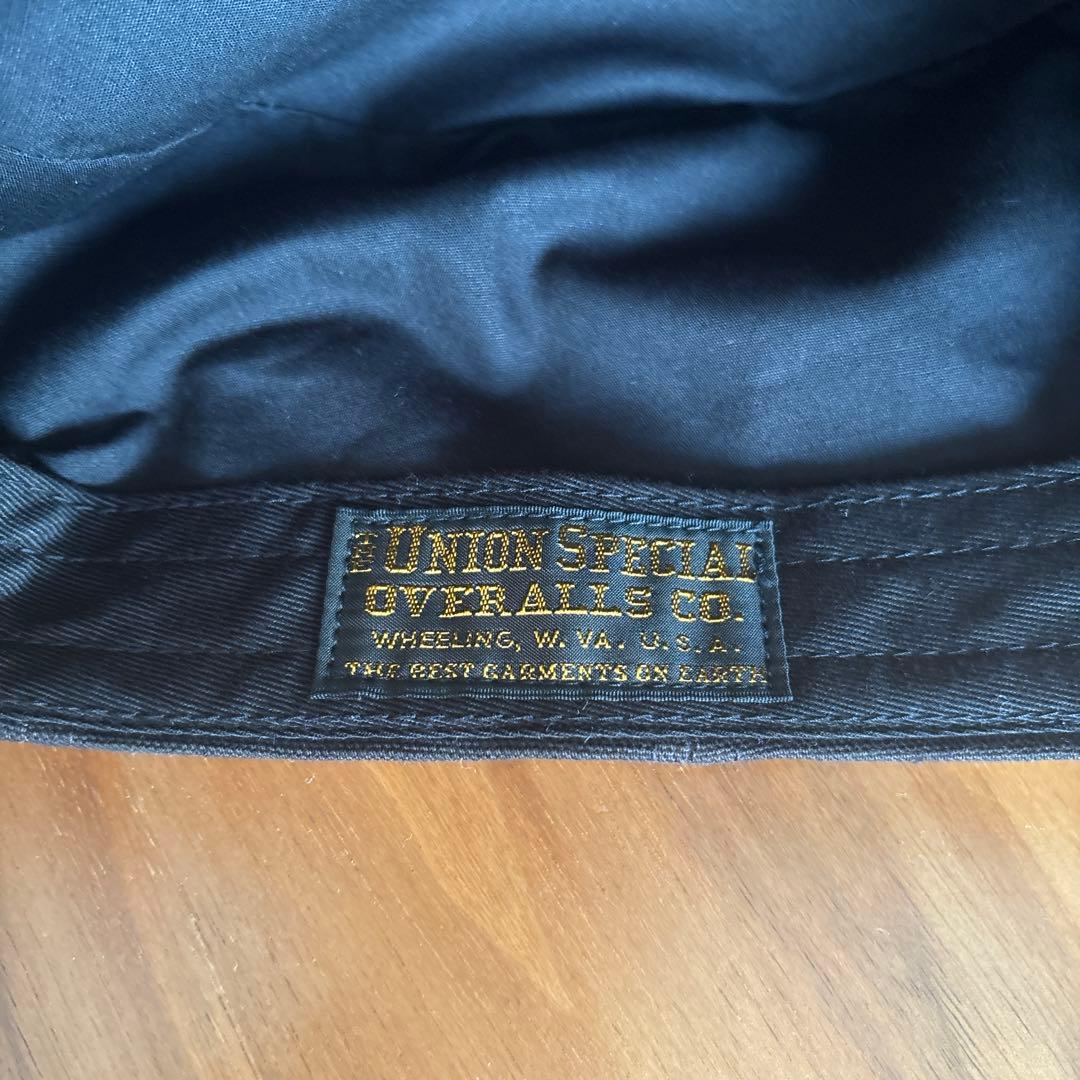 THE UNION SPECIAL
OVERALLS CO.
WHEELING, W. VA. U.S.A.
THE BEST GARMENTS ON EARTH